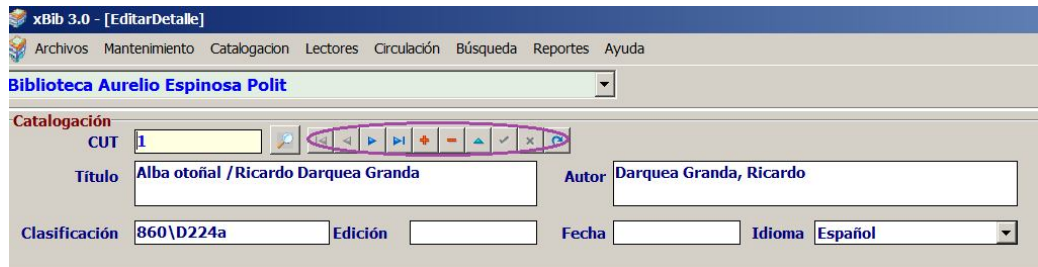 xBib 3.0 - [EditarDetalle]
Archivos Mantenimiento Catalogacion Lectores Circulación Búsqueda Reportes Ayuda
Biblioteca Aurelio Espinosa Polit
Catalogación
CUT 1
Título Alba otoñal /Ricardo Darquea Granda Autor Darquea Granda, Ricardo
Clasificación 860\D224a Edición Fecha Idioma Español